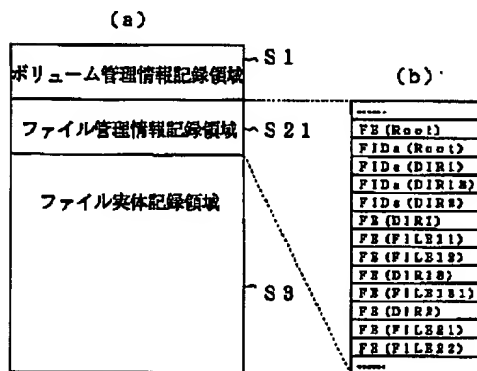 (a)
ボリューム管理情報記録領域
S1
ファイル管理情報記録領域
S21
ファイル実体記録領域
S3
(b)
......
FE(Root)
FIDs(Root)
FIDs(DIR1)
FIDs(DIR12)
FIDs(DIR2)
FE(DIR1)
FE(FILE11)
FE(FILE12)
FE(DIR12)
FE(FILE121)
FE(DIR2)
FE(FILE21)
FE(FILE22)
......